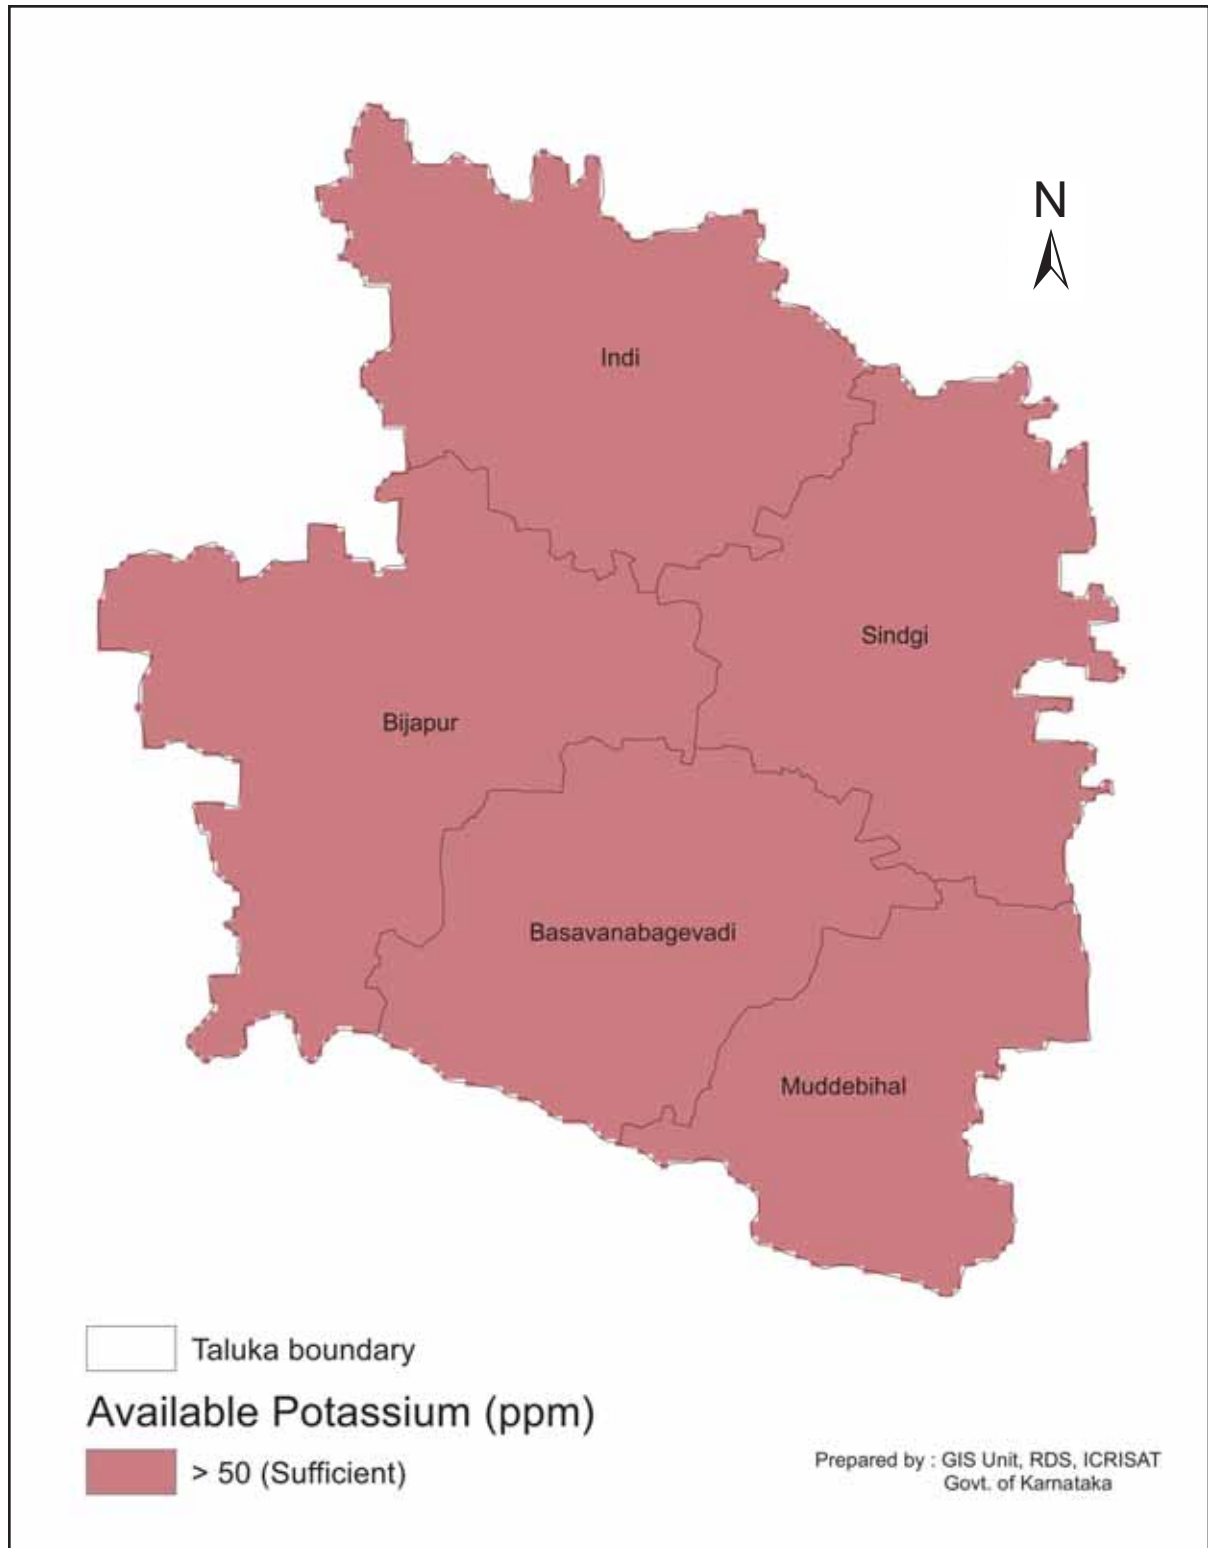 N
Indi
Sindgi
Bijapur
Basavanabagevadi
Muddebihal
Taluka boundary
Available Potassium (ppm)
> 50 (Sufficient)
Prepared by : GIS Unit, RDS, ICRISAT
Govt. of Karnataka